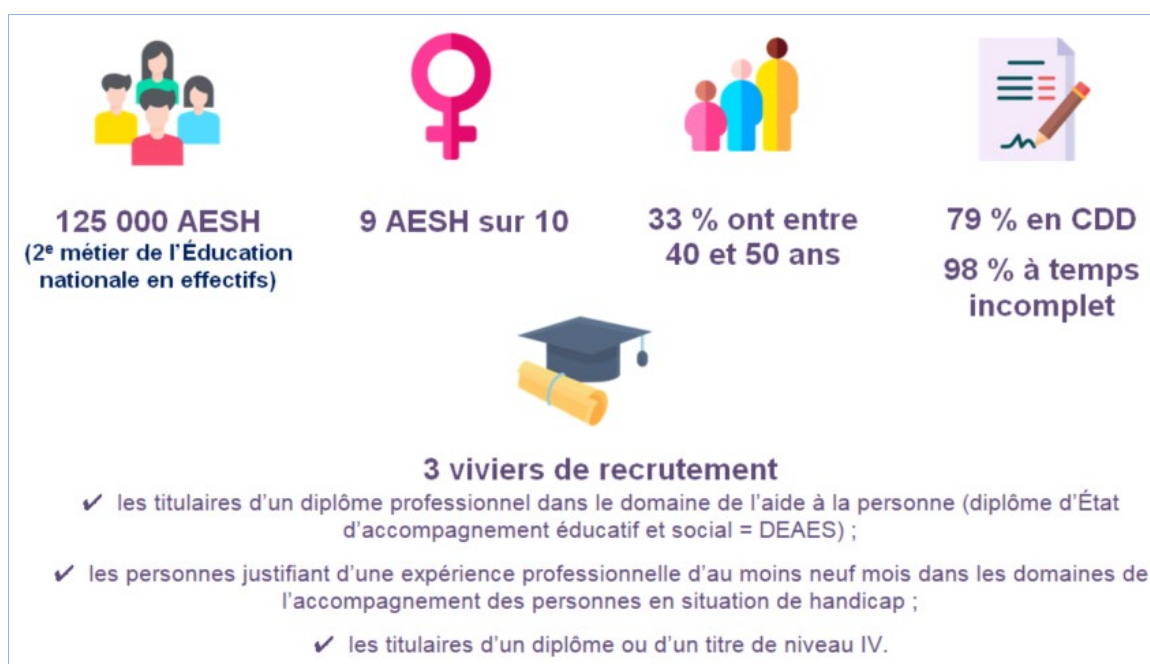 125 000 AESH
(2e métier de l’Éducation
nationale en effectifs)
9 AESH sur 10
33 % ont entre
40 et 50 ans
79 % en CDD
98 % à temps
incomplet
3 viviers de recrutement
✔ les titulaires d’un diplôme professionnel dans le domaine de l’aide à la personne (diplôme d’État
d’accompagnement éducatif et social = DEAES) ;
✔ les personnes justifiant d’une expérience professionnelle d’au moins neuf mois dans les domaines de
l’accompagnement des personnes en situation de handicap ;
✔ les titulaires d’un diplôme ou d’un titre de niveau IV.